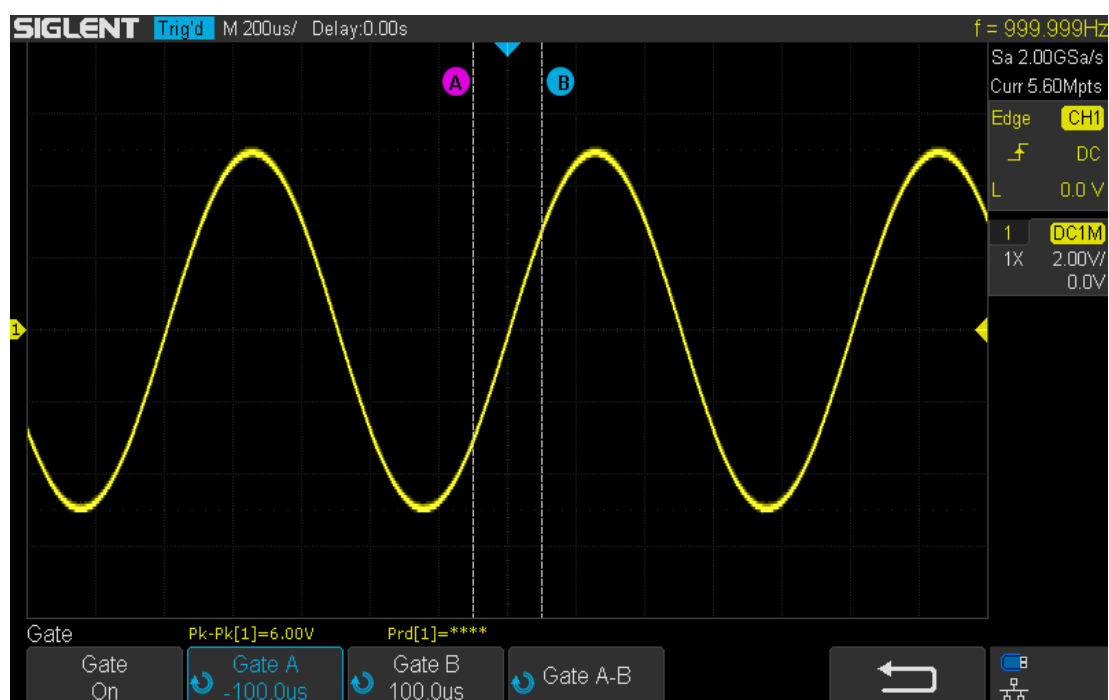 SIGLENT Trig'd M 200us/ Delay:0.00s f = 999.999Hz
Sa 2.00GSa/s
Curr 5.60Mpts
A B
Edge CH1
DC
L 0.0 V
1 DC1M
1X 2.00V/
0.0V
1
Gate Pk-Pk[1]=6.00V Prd[1]=****
Gate Gate A Gate B Gate A-B
On -100.0us 100.0us
B